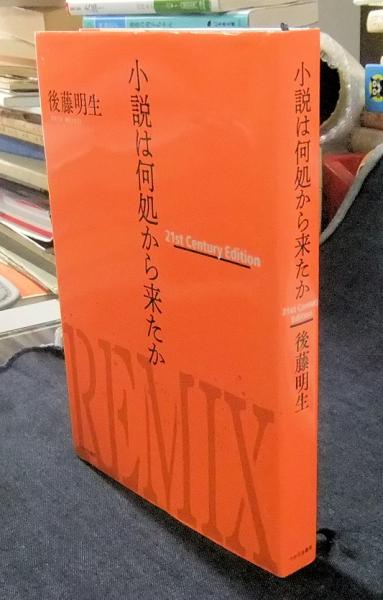 後藤明生
小説は何処から来たか
21st Century Edition
REMIX
小説は何処から来たか
21st Century
Edition
後藤明生